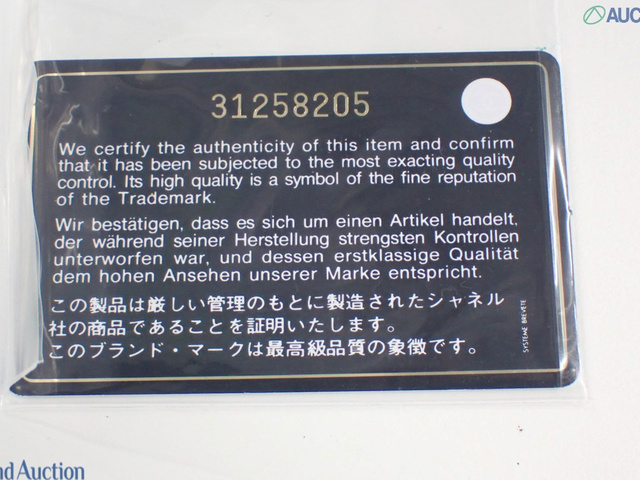 AUC
31258205
We certify the authenticity of this item and confirm
that it has been subjected to the most exacting quality
control. Its high quality is a symbol of the fine reputation
of the Trademark.
Wir bestätigen, dass es sich um einen Artikel handelt,
der während seiner Herstellung strengsten Kontrollen
unterworfen war, und dessen erstklassige Qualität
dem hohen Ansehen unserer Marke entspricht.
この製品は厳しい管理のもとに製造されたシャネル
社の商品であることを証明いたします。
このブランド・マークは最高級品質の象徴です。
SYSTEME BREVETE
nd Auction